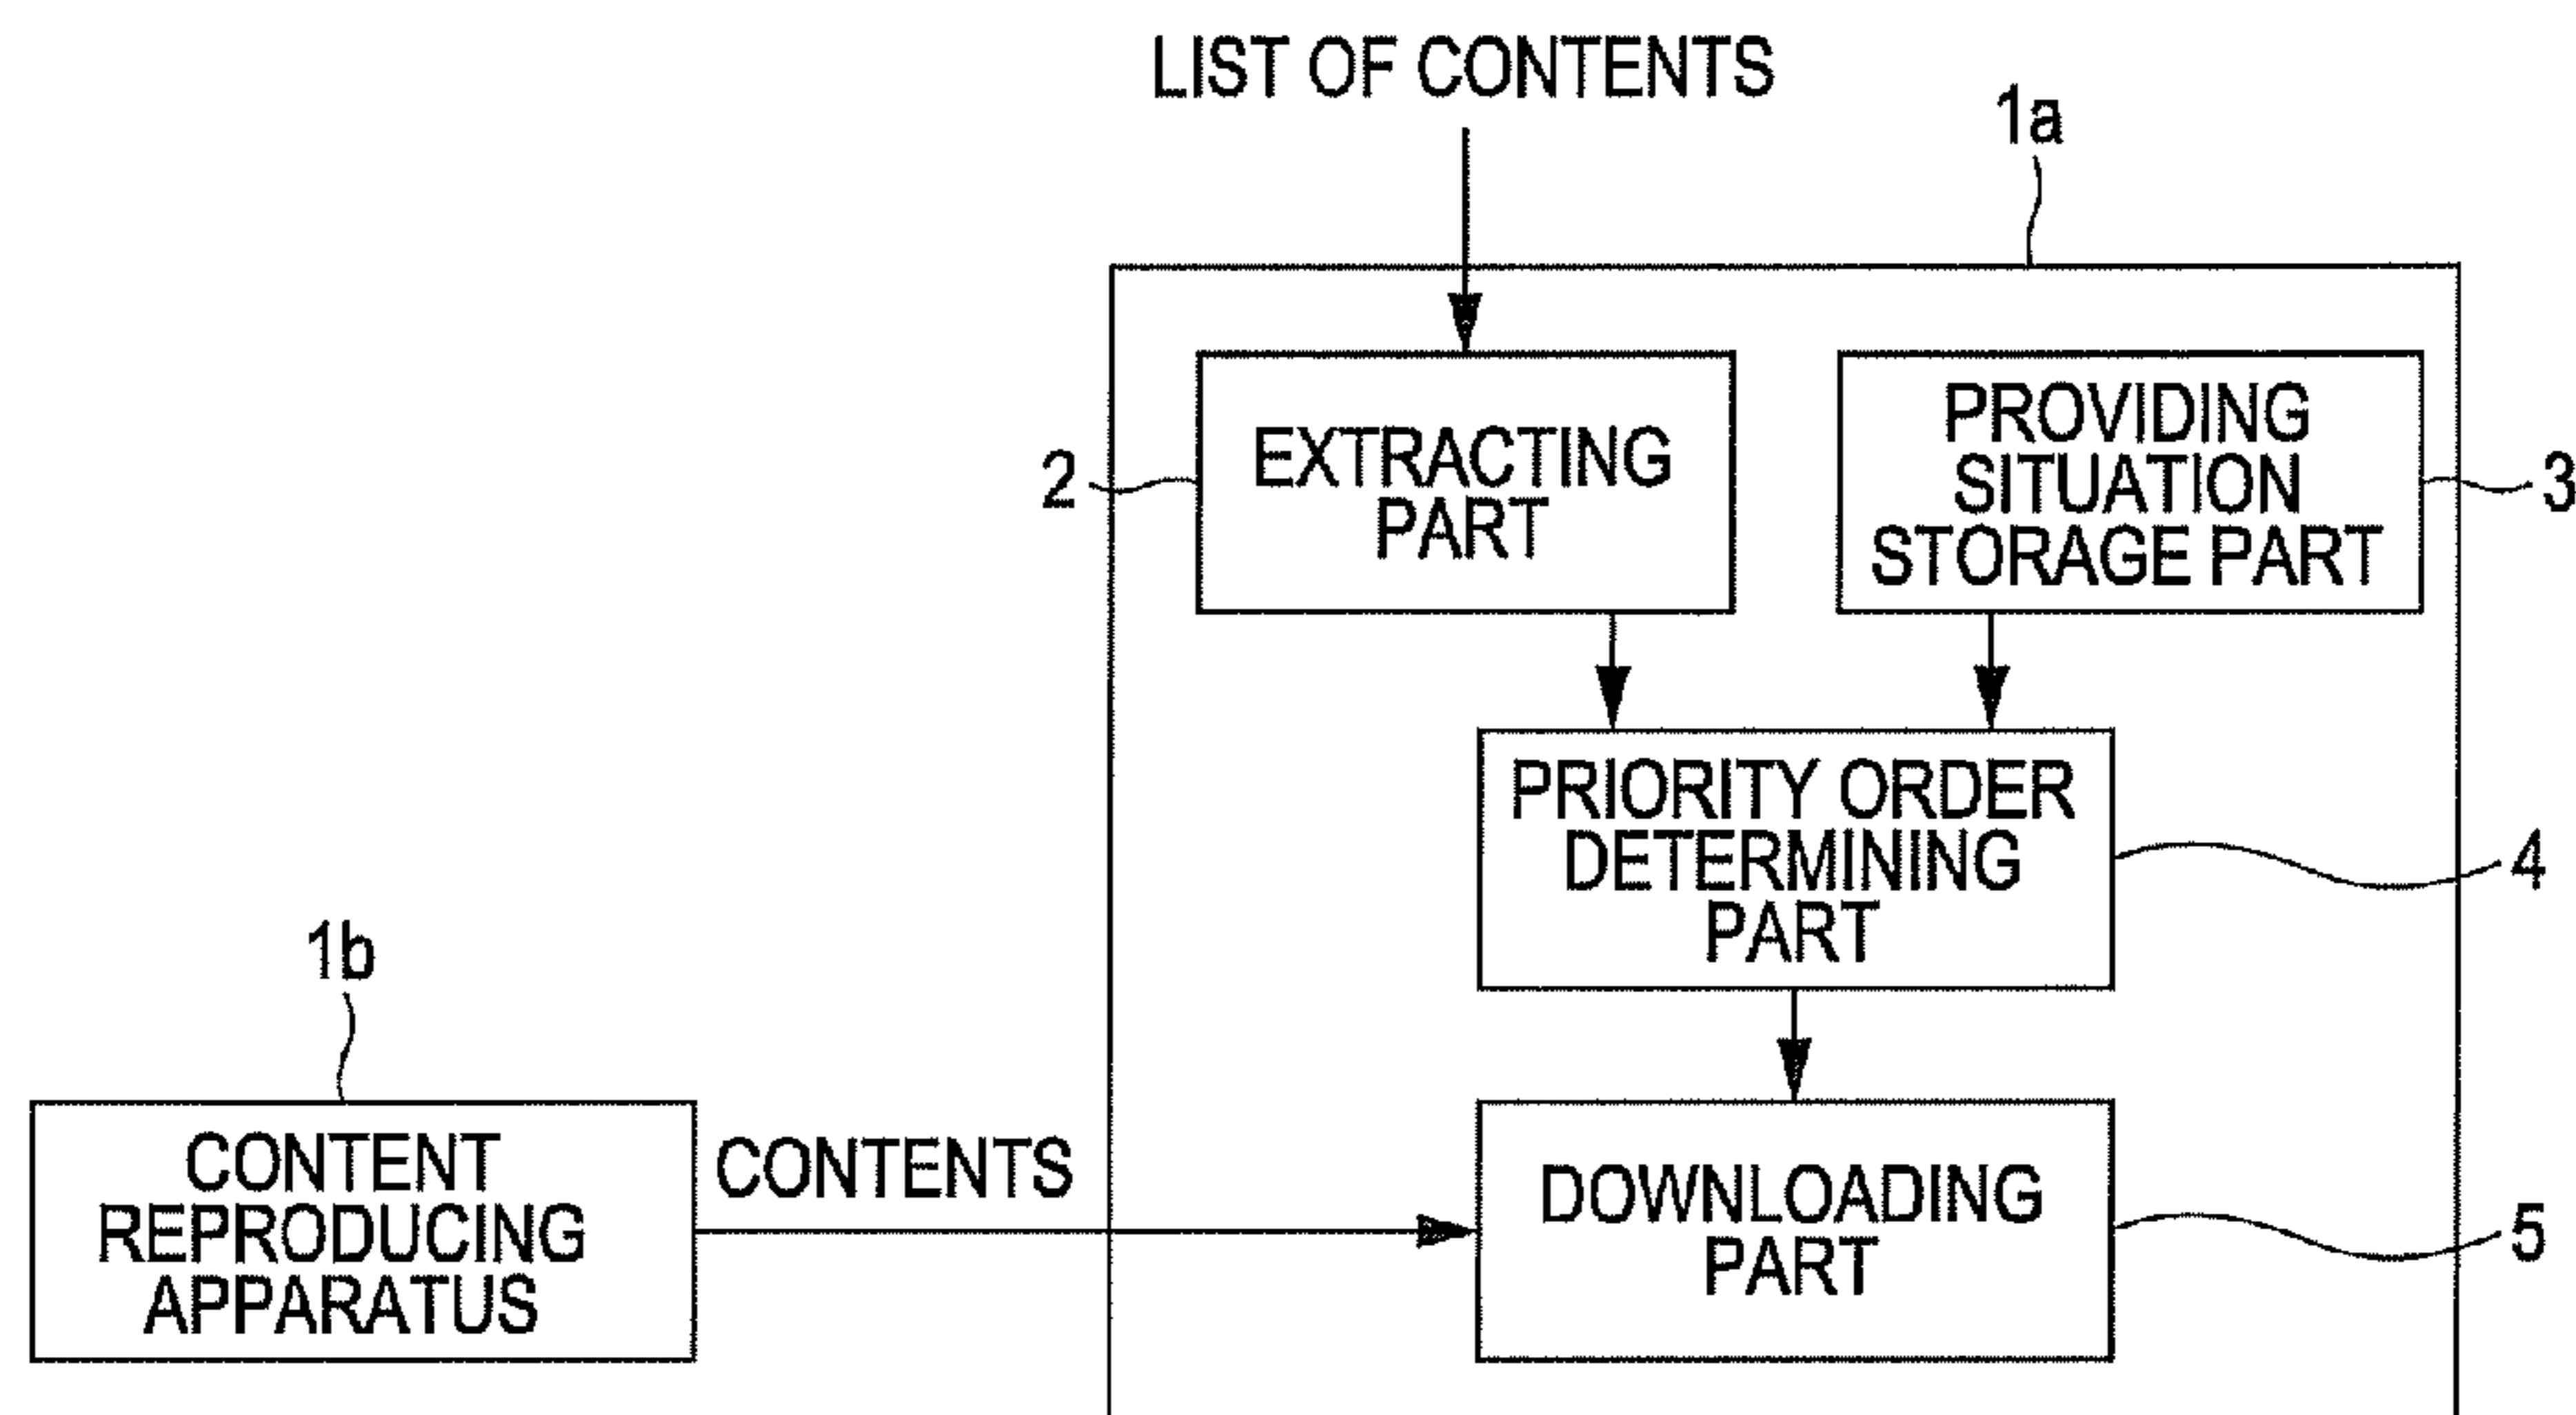 LIST OF CONTENTS
1a
EXTRACTING
PART
2
PROVIDING
SITUATION
STORAGE PART
3
PRIORITY ORDER
DETERMINING
PART
4
1b
CONTENT
REPRODUCING
APPARATUS
CONTENTS
DOWNLOADING
PART
5